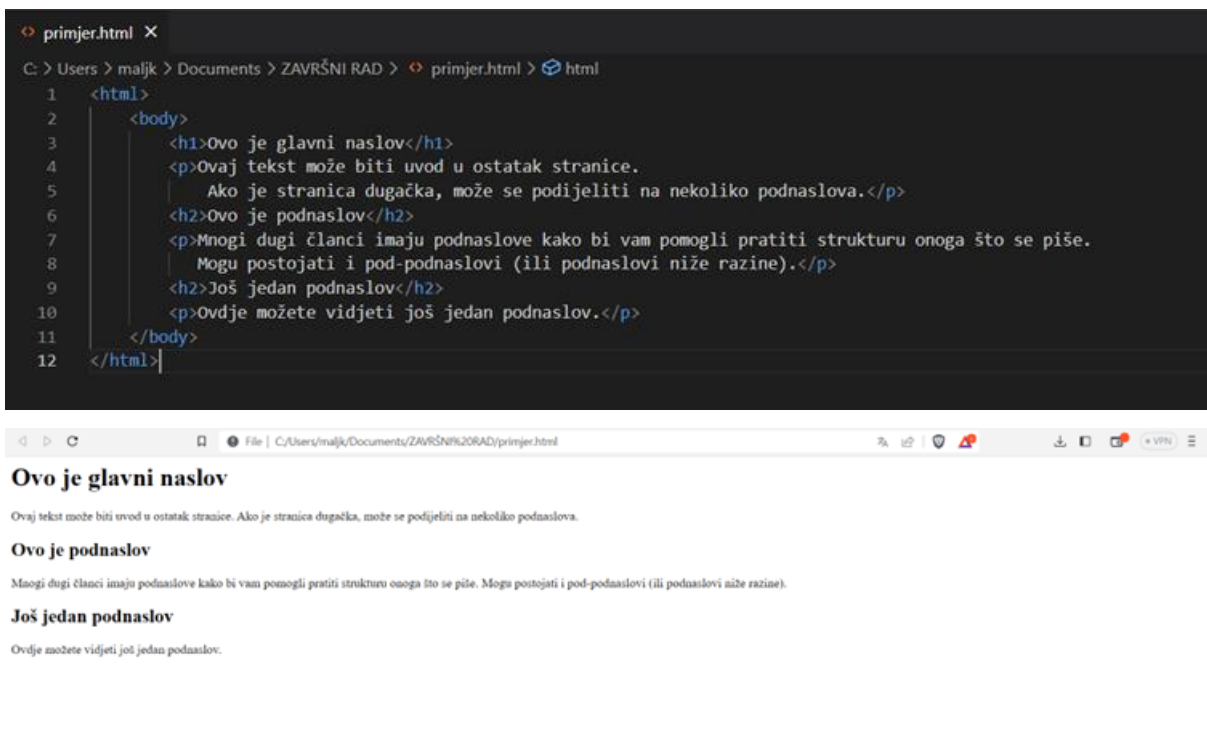 primjer.html
C: > Users > maljk > Documents > ZAVRŠNI RAD > primjer.html > html
1 <html>
2 <body>
3 <h1>Ovo je glavni naslov</h1>
4 <p>Ovaj tekst može biti uvod u ostatak stranice.
5 Ako je stranica dugačka, može se podijeliti na nekoliko podnaslova.</p>
6 <h2>Ovo je podnaslov</h2>
7 <p>Mnogi dugi članci imaju podnaslove kako bi vam pomogli pratiti strukturu onoga što se piše.
8 Mogu postojati i pod-podnaslovi (ili podnaslovi niže razine).</p>
9 <h2>Još jedan podnaslov</h2>
10 <p>Ovdje možete vidjeti još jedan podnaslov.</p>
11 </body>
12 </html>
File | C:/Users/maljk/Documents/ZAVRŠNI%20RAD/primjer.html VPN
Ovo je glavni naslov
Ovaj tekst može biti uvod u ostatak stranice. Ako je stranica dugačka, može se podijeliti na nekoliko podnaslova.
Ovo je podnaslov
Mnogi dugi članci imaju podnaslove kako bi vam pomogli pratiti strukturu onoga što se piše. Mogu postojati i pod-podnaslovi (ili podnaslovi niže razine).
Još jedan podnaslov
Ovdje možete vidjeti još jedan podnaslov.